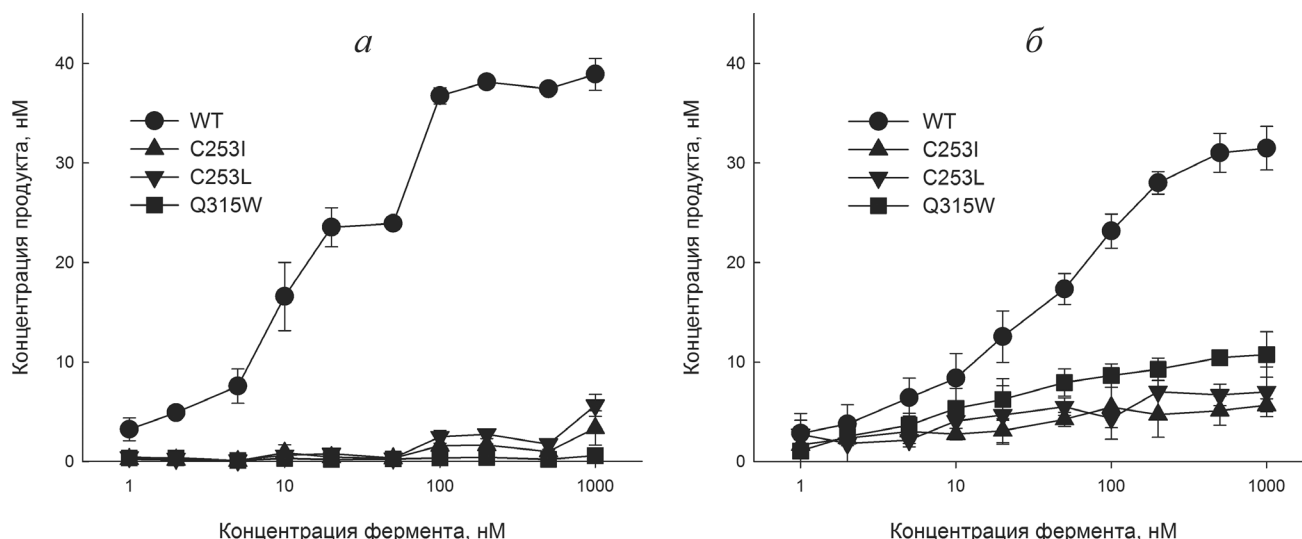 а
Концентрация продукта, нМ
40
30
20
10
0
WT
C253I
C253L
Q315W
1
10
100
1000
Концентрация фермента, нМ
б
Концентрация продукта, нМ
40
30
20
10
0
WT
C253I
C253L
Q315W
1
10
100
1000
Концентрация фермента, нМ